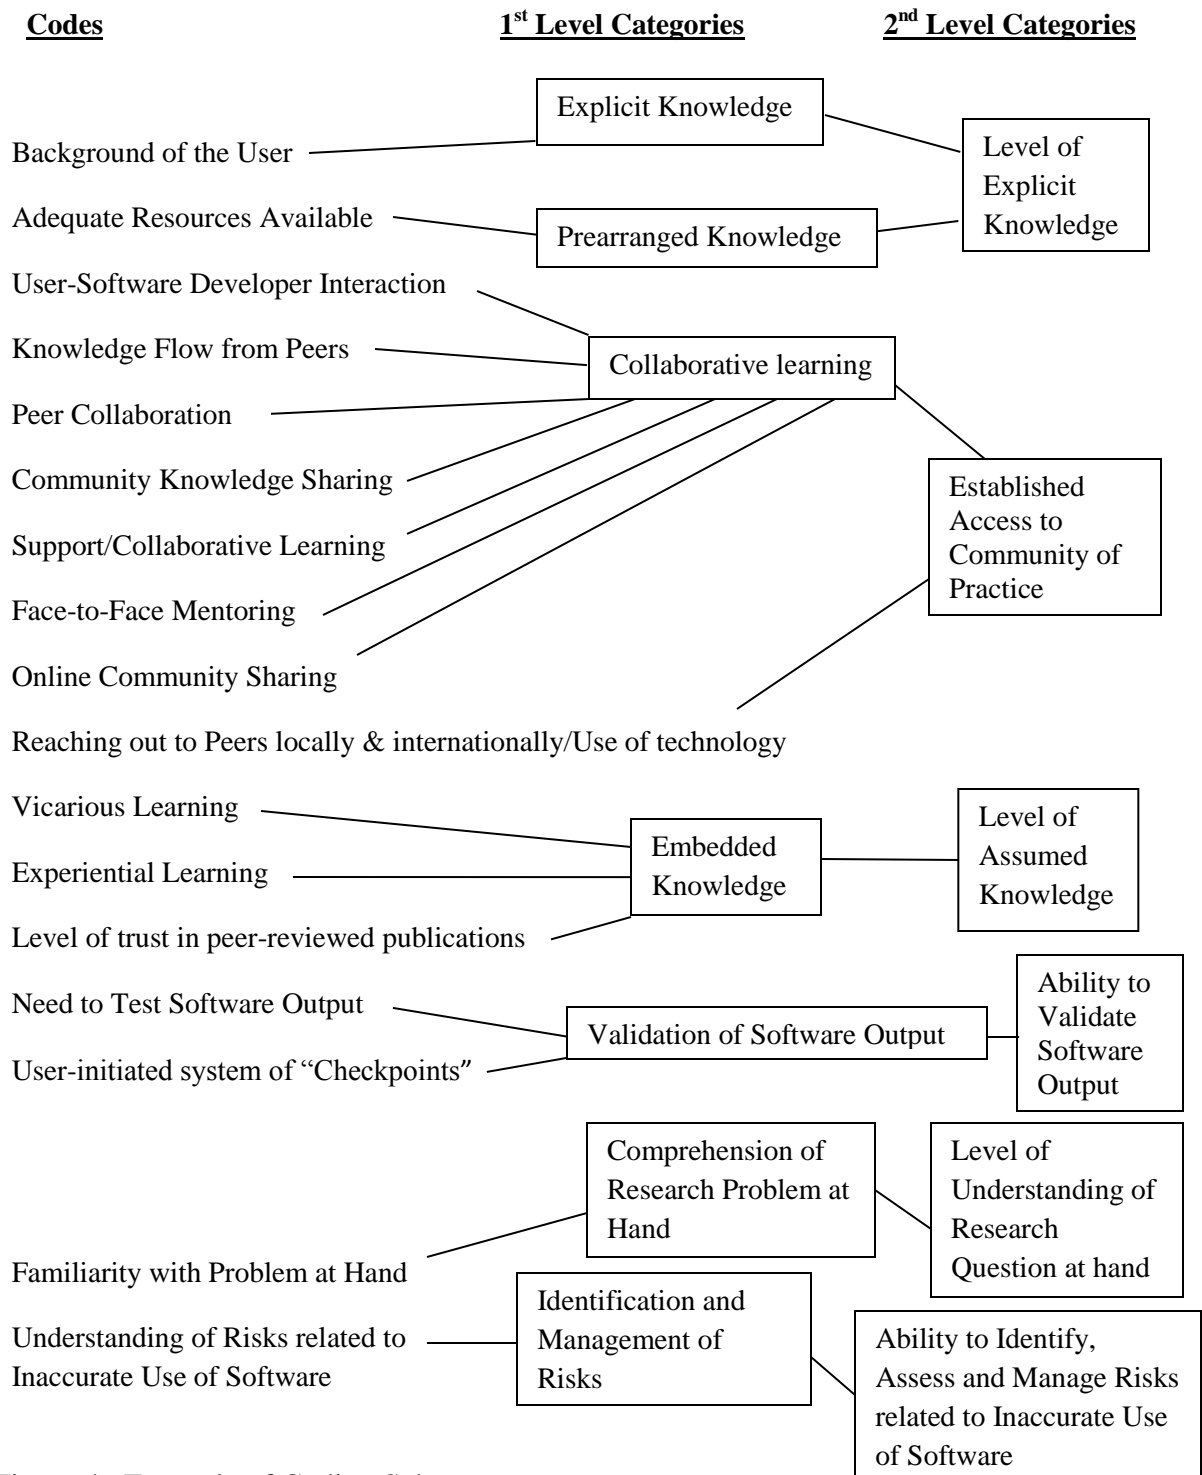 Codes
1st Level Categories
2nd Level Categories
Explicit Knowledge
Background of the User
Level of
Explicit
Knowledge
Adequate Resources Available
Prearranged Knowledge
User-Software Developer Interaction
Knowledge Flow from Peers
Collaborative learning
Peer Collaboration
Community Knowledge Sharing
Established
Access to
Community of
Practice
Support/Collaborative Learning
Face-to-Face Mentoring
Online Community Sharing
Reaching out to Peers locally & internationally/Use of technology
Vicarious Learning
Experiential Learning
Level of trust in peer-reviewed publications
Embedded
Knowledge
Level of
Assumed
Knowledge
Need to Test Software Output
User-initiated system of “Checkpoints”
Validation of Software Output
Ability to
Validate
Software
Output
Comprehension of
Research Problem at
Hand
Level of
Understanding of
Research
Question at hand
Familiarity with Problem at Hand
Understanding of Risks related to
Inaccurate Use of Software
Identification and
Management of
Risks
Ability to Identify,
Assess and Manage Risks
related to Inaccurate Use
of Software